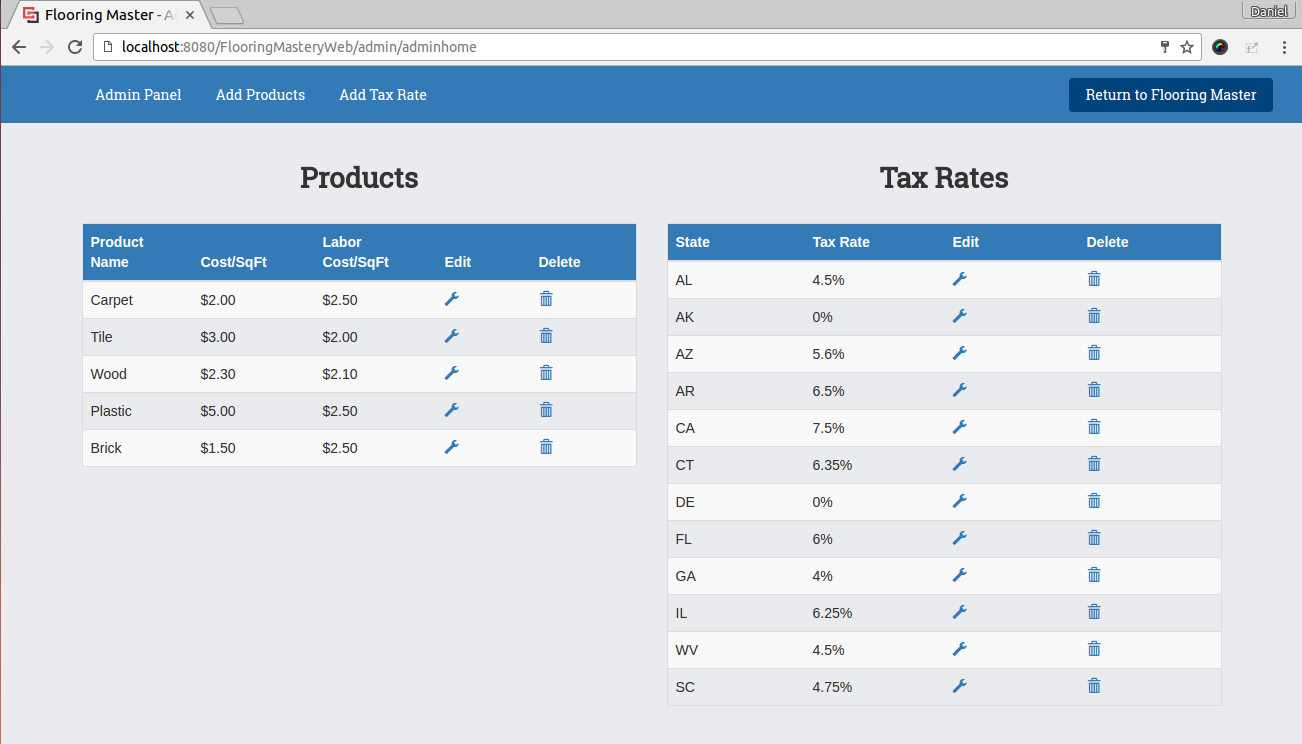 Flooring Master - A
Daniel
localhost:8080/FlooringMasteryWeb/admin/adminhome
Admin Panel Add Products Add Tax Rate Return to Flooring Master
Products
Product Name Cost/SqFt Labor Cost/SqFt Edit Delete
Carpet $2.00 $2.50
Tile $3.00 $2.00
Wood $2.30 $2.10
Plastic $5.00 $2.50
Brick $1.50 $2.50
Tax Rates
State Tax Rate Edit Delete
AL 4.5%
AK 0%
AZ 5.6%
AR 6.5%
CA 7.5%
CT 6.35%
DE 0%
FL 6%
GA 4%
IL 6.25%
WV 4.5%
SC 4.75%